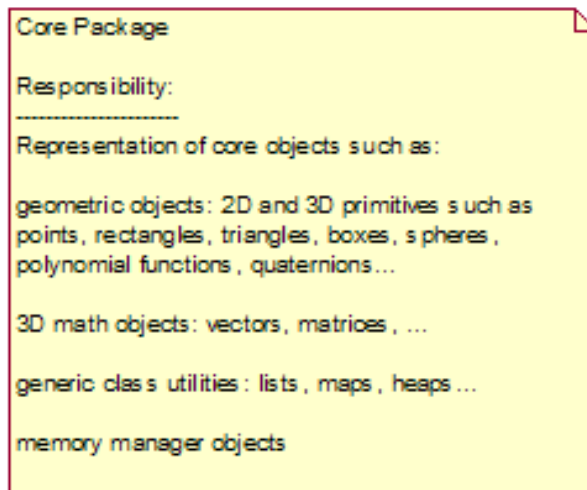 Core Package
Responsibility:
----------------------
Representation of core objects such as:
geometric objects: 2D and 3D primitives such as
points, rectangles, triangles, boxes, spheres,
polynomial functions, quaternions...
3D math objects: vectors, matrices, ...
generic class utilities: lists, maps, heaps...
memory manager objects